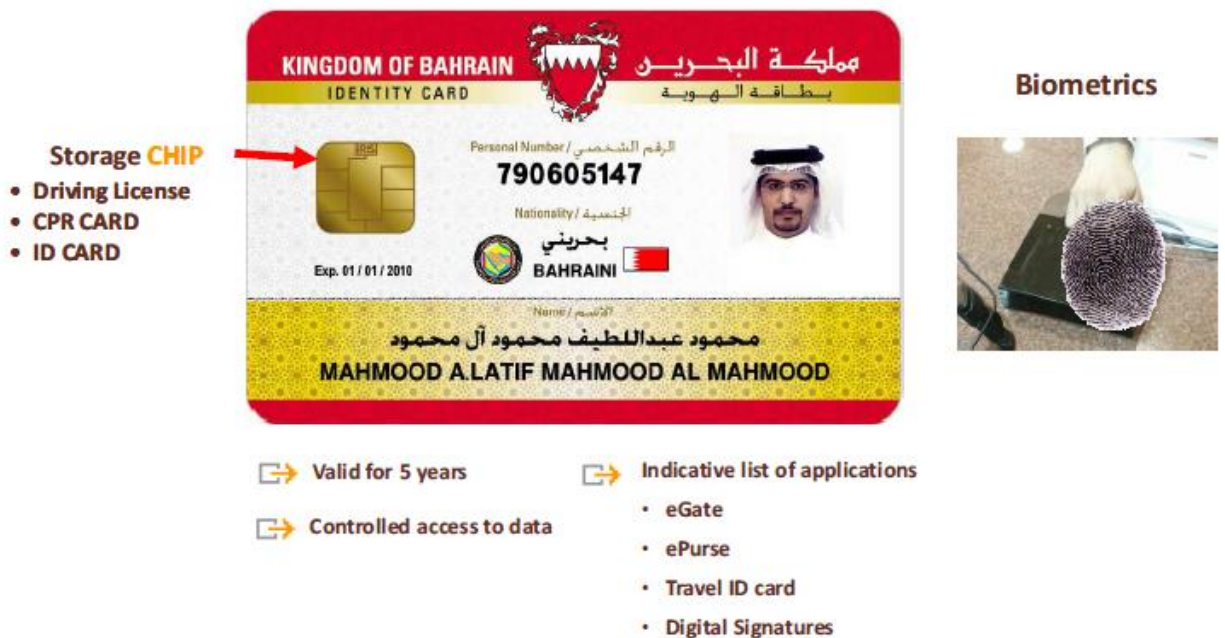 KINGDOM OF BAHRAIN مملكة البحرين
IDENTITY CARD بطاقة الهوية
Biometrics
Storage CHIP
• Driving License
• CPR CARD
• ID CARD
Personal Number / الرقم الشخصي
790605147
Nationality / الجنسية
بحريني
BAHRAINI
Exp. 01 / 01 / 2010
Name / الاسم
محمود عبداللطيف محمود آل محمود
MAHMOOD A.LATIF MAHMOOD AL MAHMOOD
Valid for 5 years
Controlled access to data
Indicative list of applications
• eGate
• ePurse
• Travel ID card
• Digital Signatures